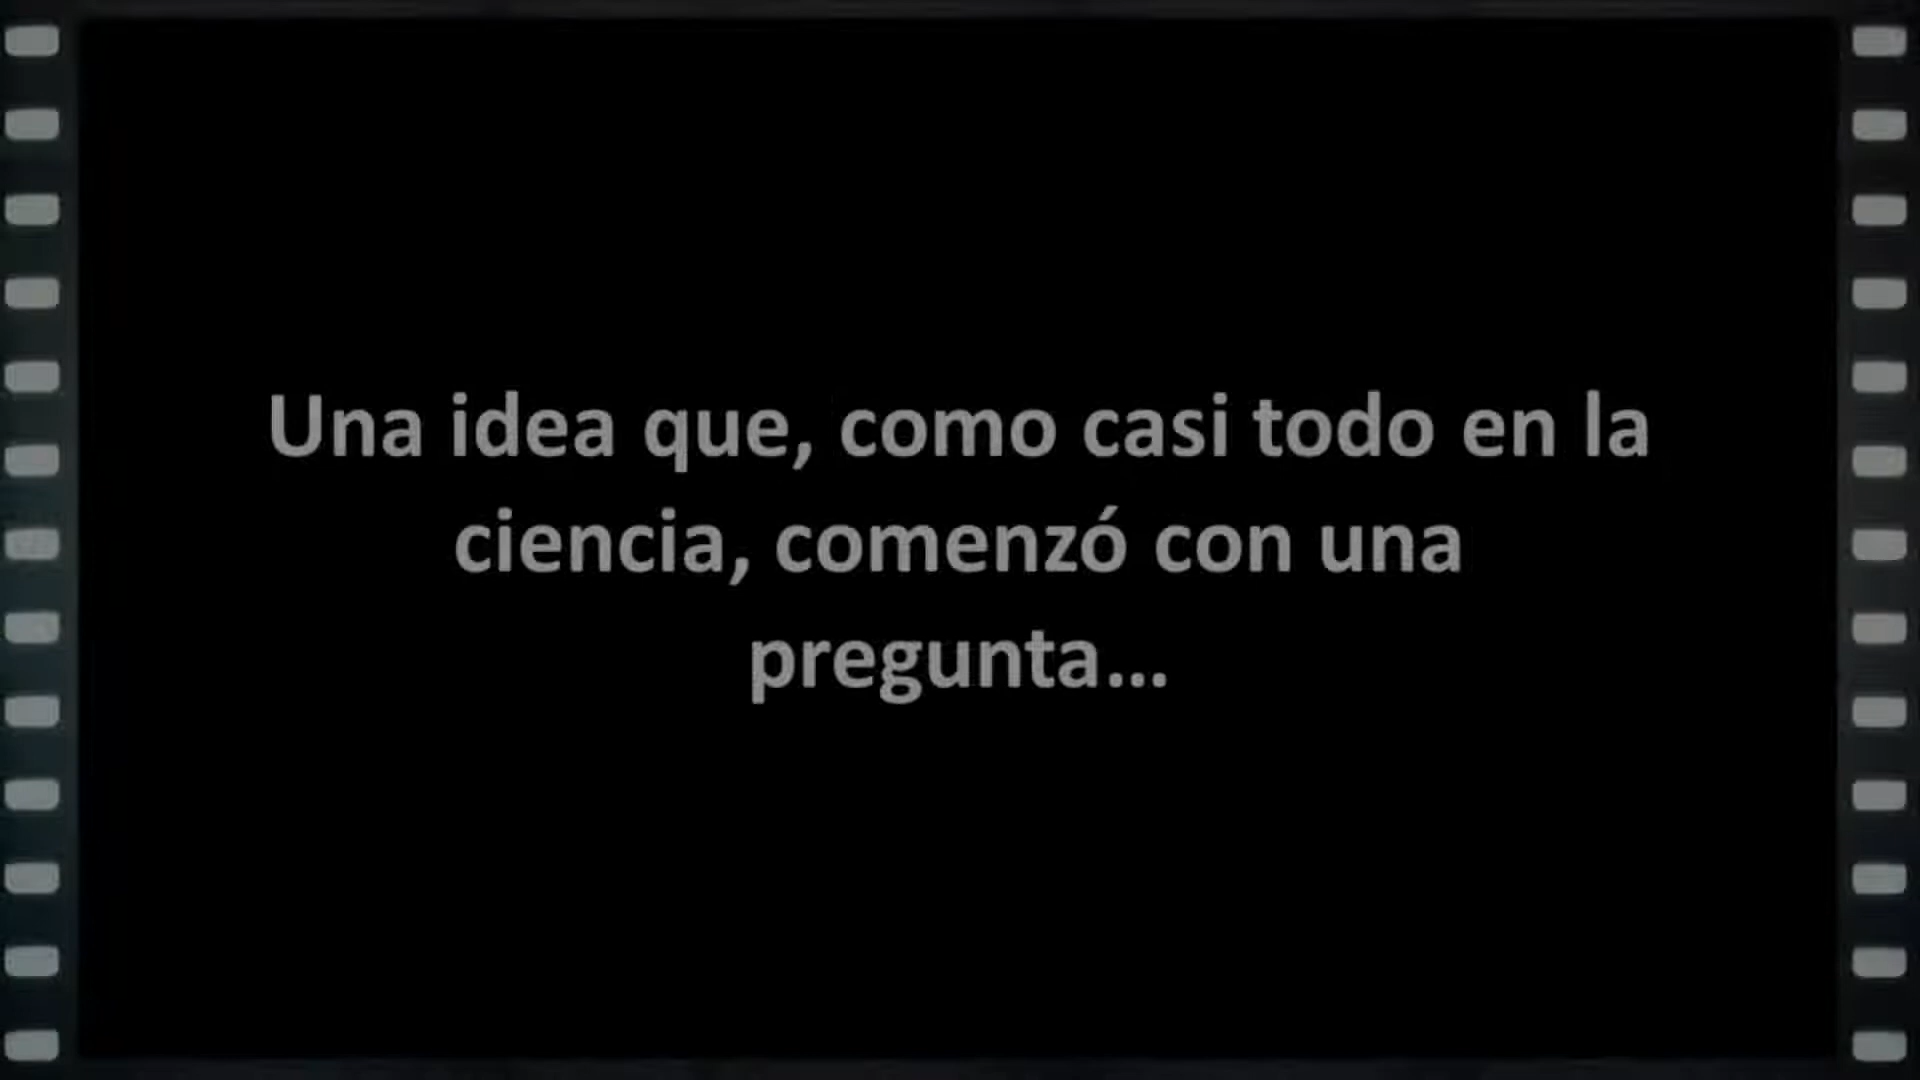 Una idea que, como casi todo en la
ciencia, comenzó con una
pregunta...